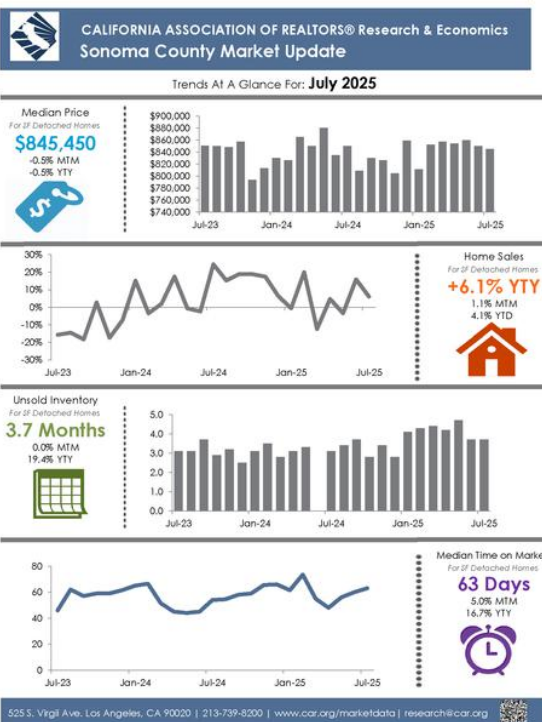 CALIFORNIA ASSOCIATION OF REALTORS® Research & Economics
Sonoma County Market Update
Trends At A Glance For: July 2025
Median Price
For SF Detached Homes
$845,450
-0.5% MTM
-0.5% YTY
$
$900,000
$880,000
$860,000
$840,000
$820,000
$800,000
$780,000
$760,000
$740,000
Jul-23 Jan-24 Jul-24 Jan-25 Jul-25
30%
20%
10%
0%
-10%
-20%
-30%
Jul-23 Jan-24 Jul-24 Jan-25 Jul-25
Home Sales
For SF Detached Homes
+6.1% YTY
1.1% MTM
4.1% YTD
Unsold Inventory
For SF Detached Homes
3.7 Months
0.0% MTM
19.4% YTY
5.0
4.0
3.0
2.0
1.0
0.0
Jul-23 Jan-24 Jul-24 Jan-25 Jul-25
80
60
40
20
0
Jul-23 Jan-24 Jul-24 Jan-25 Jul-25
Median Time on Marke
For SF Detached Homes
63 Days
5.0% MTM
16.7% YTY
525 S. Virgil Ave. Los Angeles, CA 90020 | 213-739-8200 | www.car.org/marketdata | research@car.org